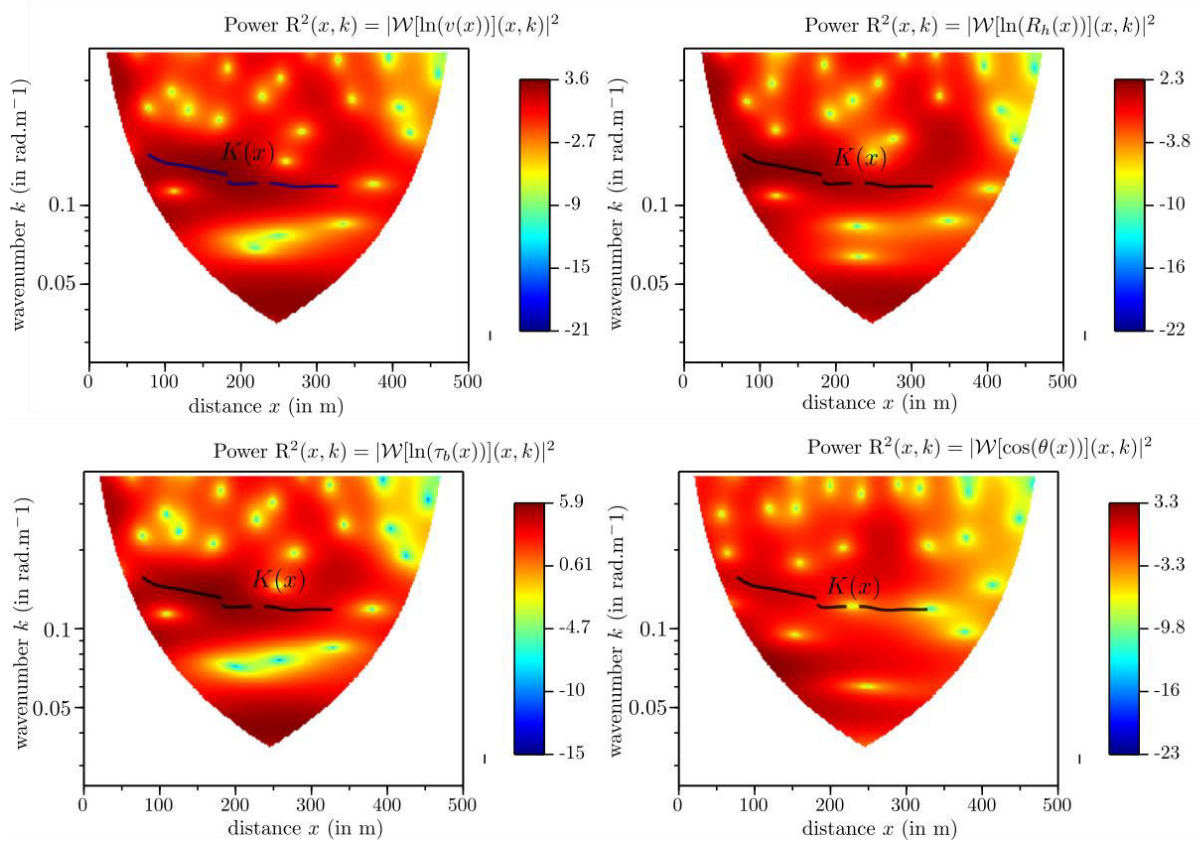 Power R²(x, k) = |𝒲[ln(v(x))](x, k)|²
wavenumber k (in rad.m⁻¹)
0.1
0.05
K(x)
0 100 200 300 400 500
distance x (in m)
3.6
-2.7
-9
-15
-21
Power R²(x, k) = |𝒲[ln(R_h(x))](x, k)|²
wavenumber k (in rad.m⁻¹)
0.1
0.05
K(x)
0 100 200 300 400 500
distance x (in m)
2.3
-3.8
-10
-16
-22
Power R²(x, k) = |𝒲[ln(τ_b(x))](x, k)|²
wavenumber k (in rad.m⁻¹)
0.1
0.05
K(x)
0 100 200 300 400 500
distance x (in m)
5.9
0.61
-4.7
-10
-15
Power R²(x, k) = |𝒲[cos(θ(x))](x, k)|²
wavenumber k (in rad.m⁻¹)
0.1
0.05
K(x)
0 100 200 300 400 500
distance x (in m)
3.3
-3.3
-9.8
-16
-23